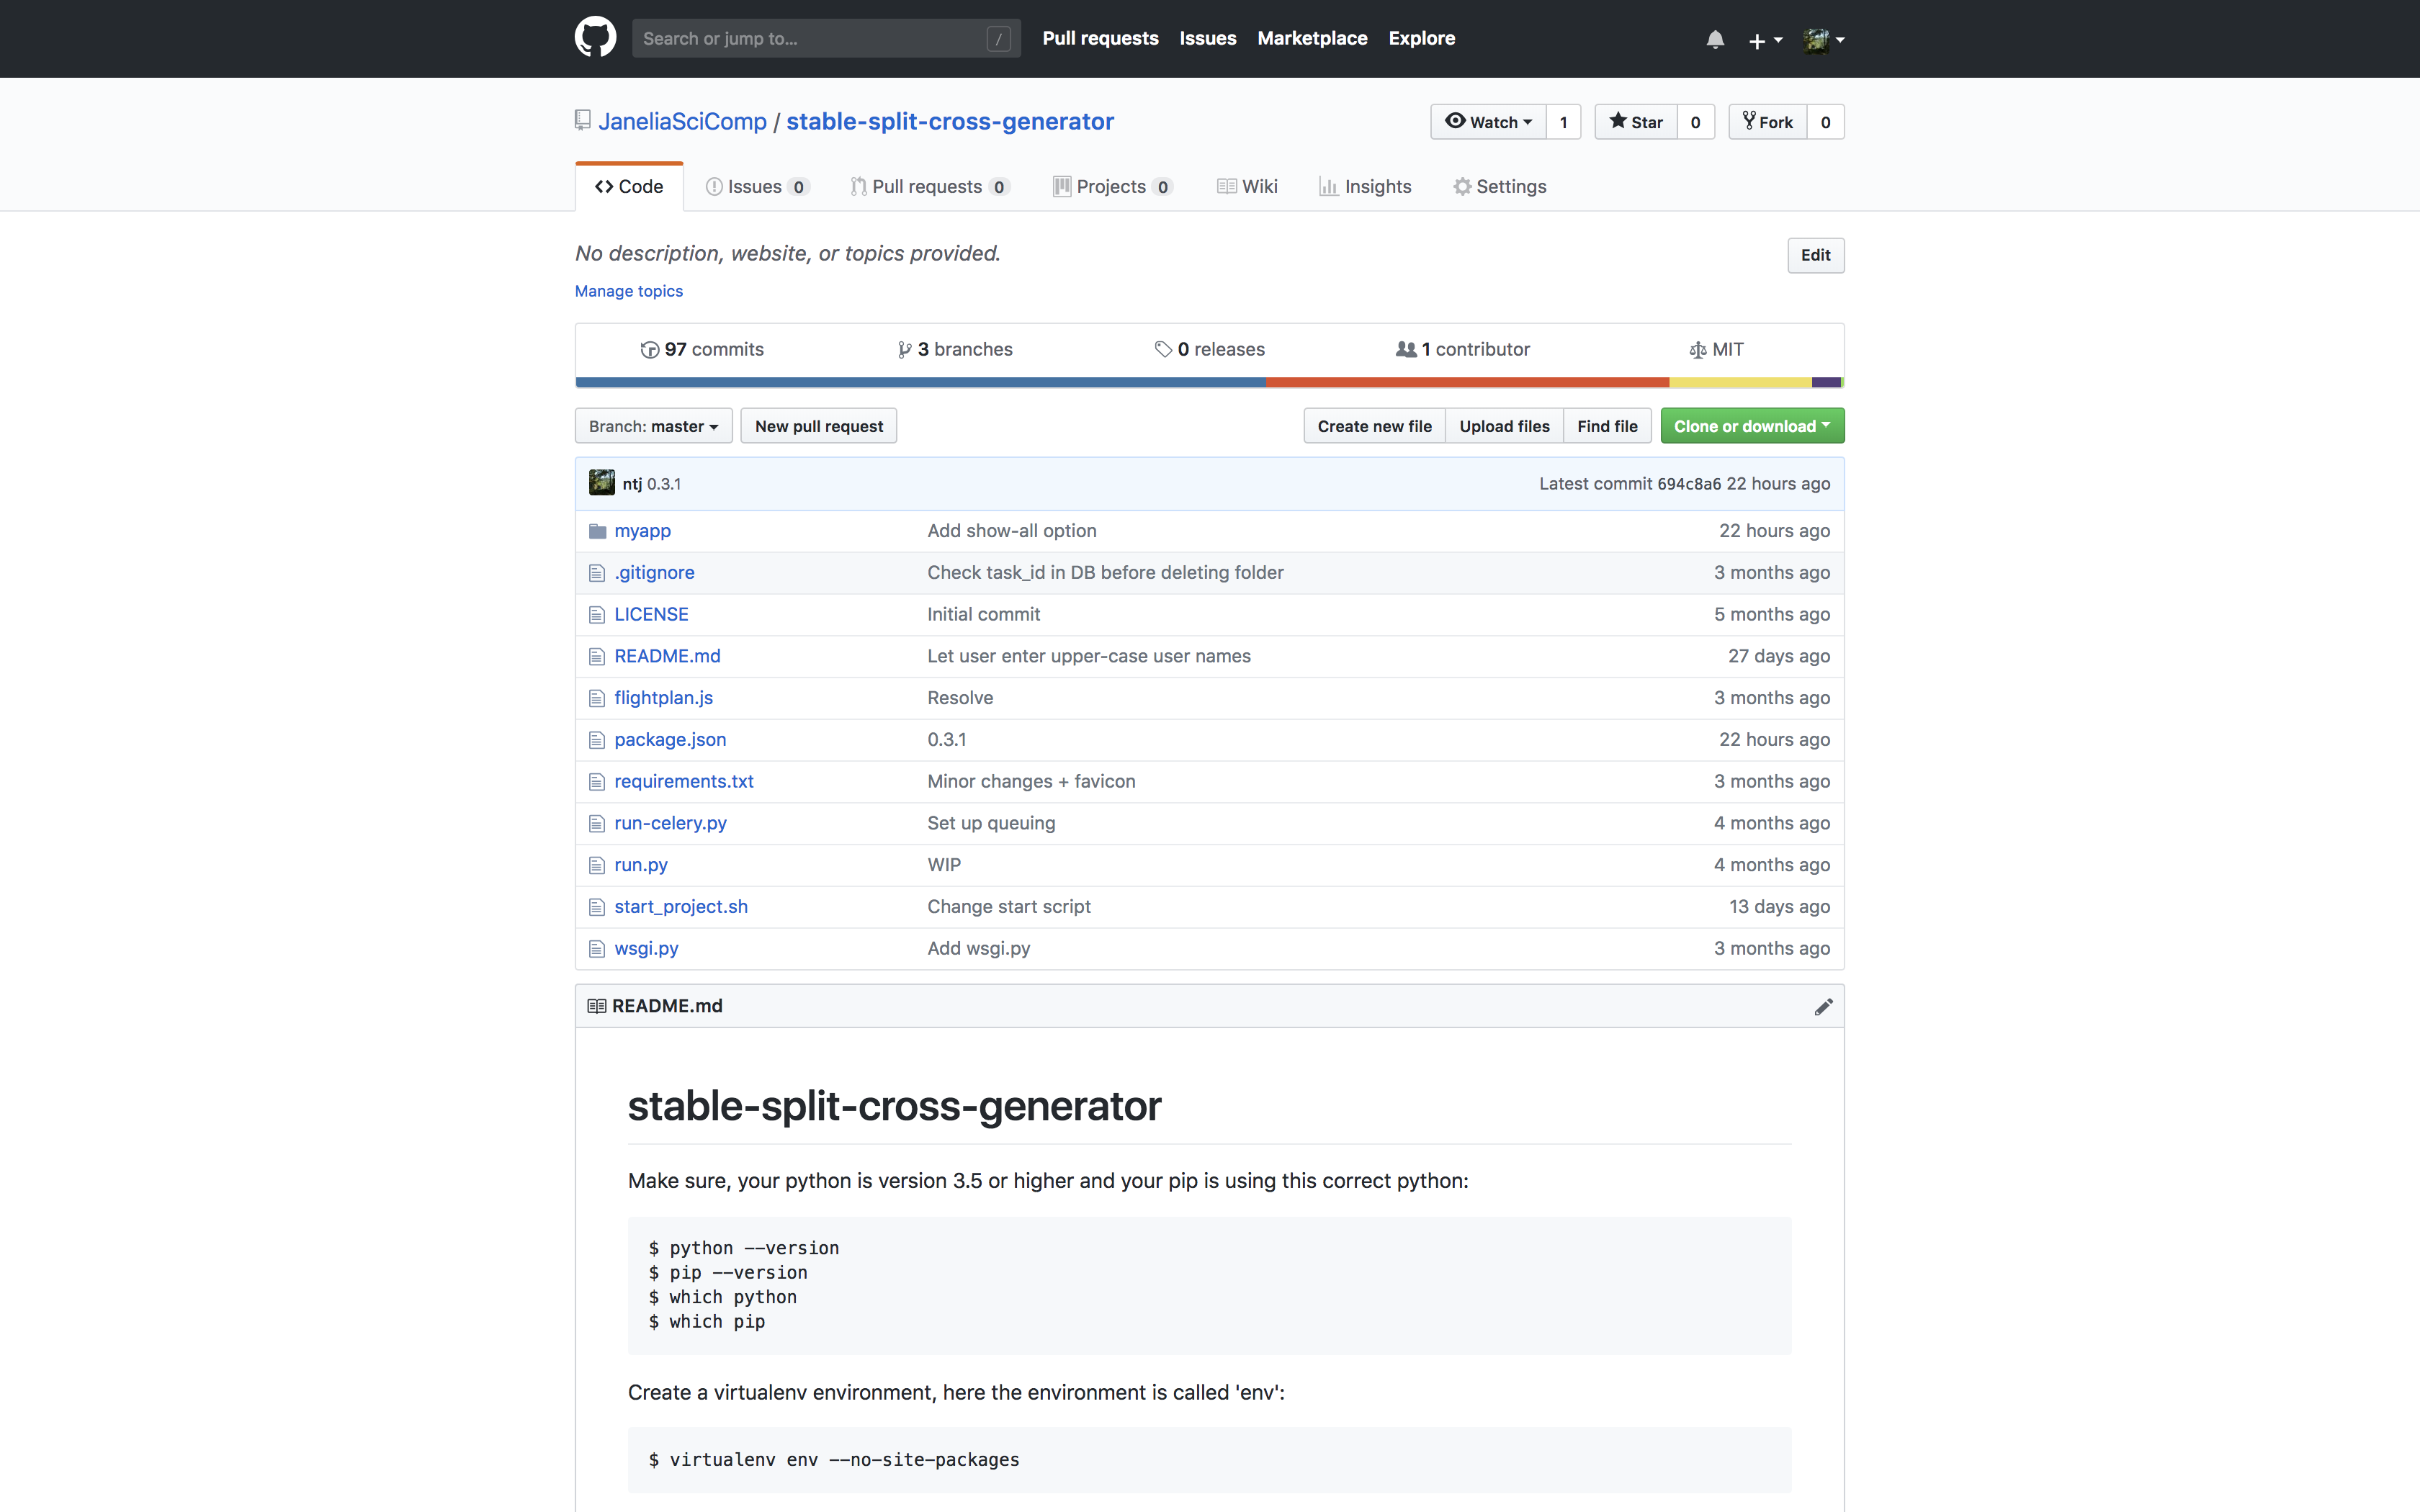 Search or jump to... / Pull requests Issues Marketplace Explore
JaneliaSciComp / stable-split-cross-generator Watch 1 Star 0 Fork 0
Code Issues 0 Pull requests 0 Projects 0 Wiki Insights Settings
No description, website, or topics provided. Edit
Manage topics
97 commits 3 branches 0 releases 1 contributor MIT
Branch: master New pull request Create new file Upload files Find file Clone or download
ntj 0.3.1 Latest commit 694c8a6 22 hours ago
myapp Add show-all option 22 hours ago
.gitignore Check task_id in DB before deleting folder 3 months ago
LICENSE Initial commit 5 months ago
README.md Let user enter upper-case user names 27 days ago
flightplan.js Resolve 3 months ago
package.json 0.3.1 22 hours ago
requirements.txt Minor changes + favicon 3 months ago
run-celery.py Set up queuing 4 months ago
run.py WIP 4 months ago
start_project.sh Change start script 13 days ago
wsgi.py Add wsgi.py 3 months ago
README.md
stable-split-cross-generator
Make sure, your python is version 3.5 or higher and your pip is using this correct python:
$ python --version
$ pip --version
$ which python
$ which pip
Create a virtualenv environment, here the environment is called 'env':
$ virtualenv env --no-site-packages